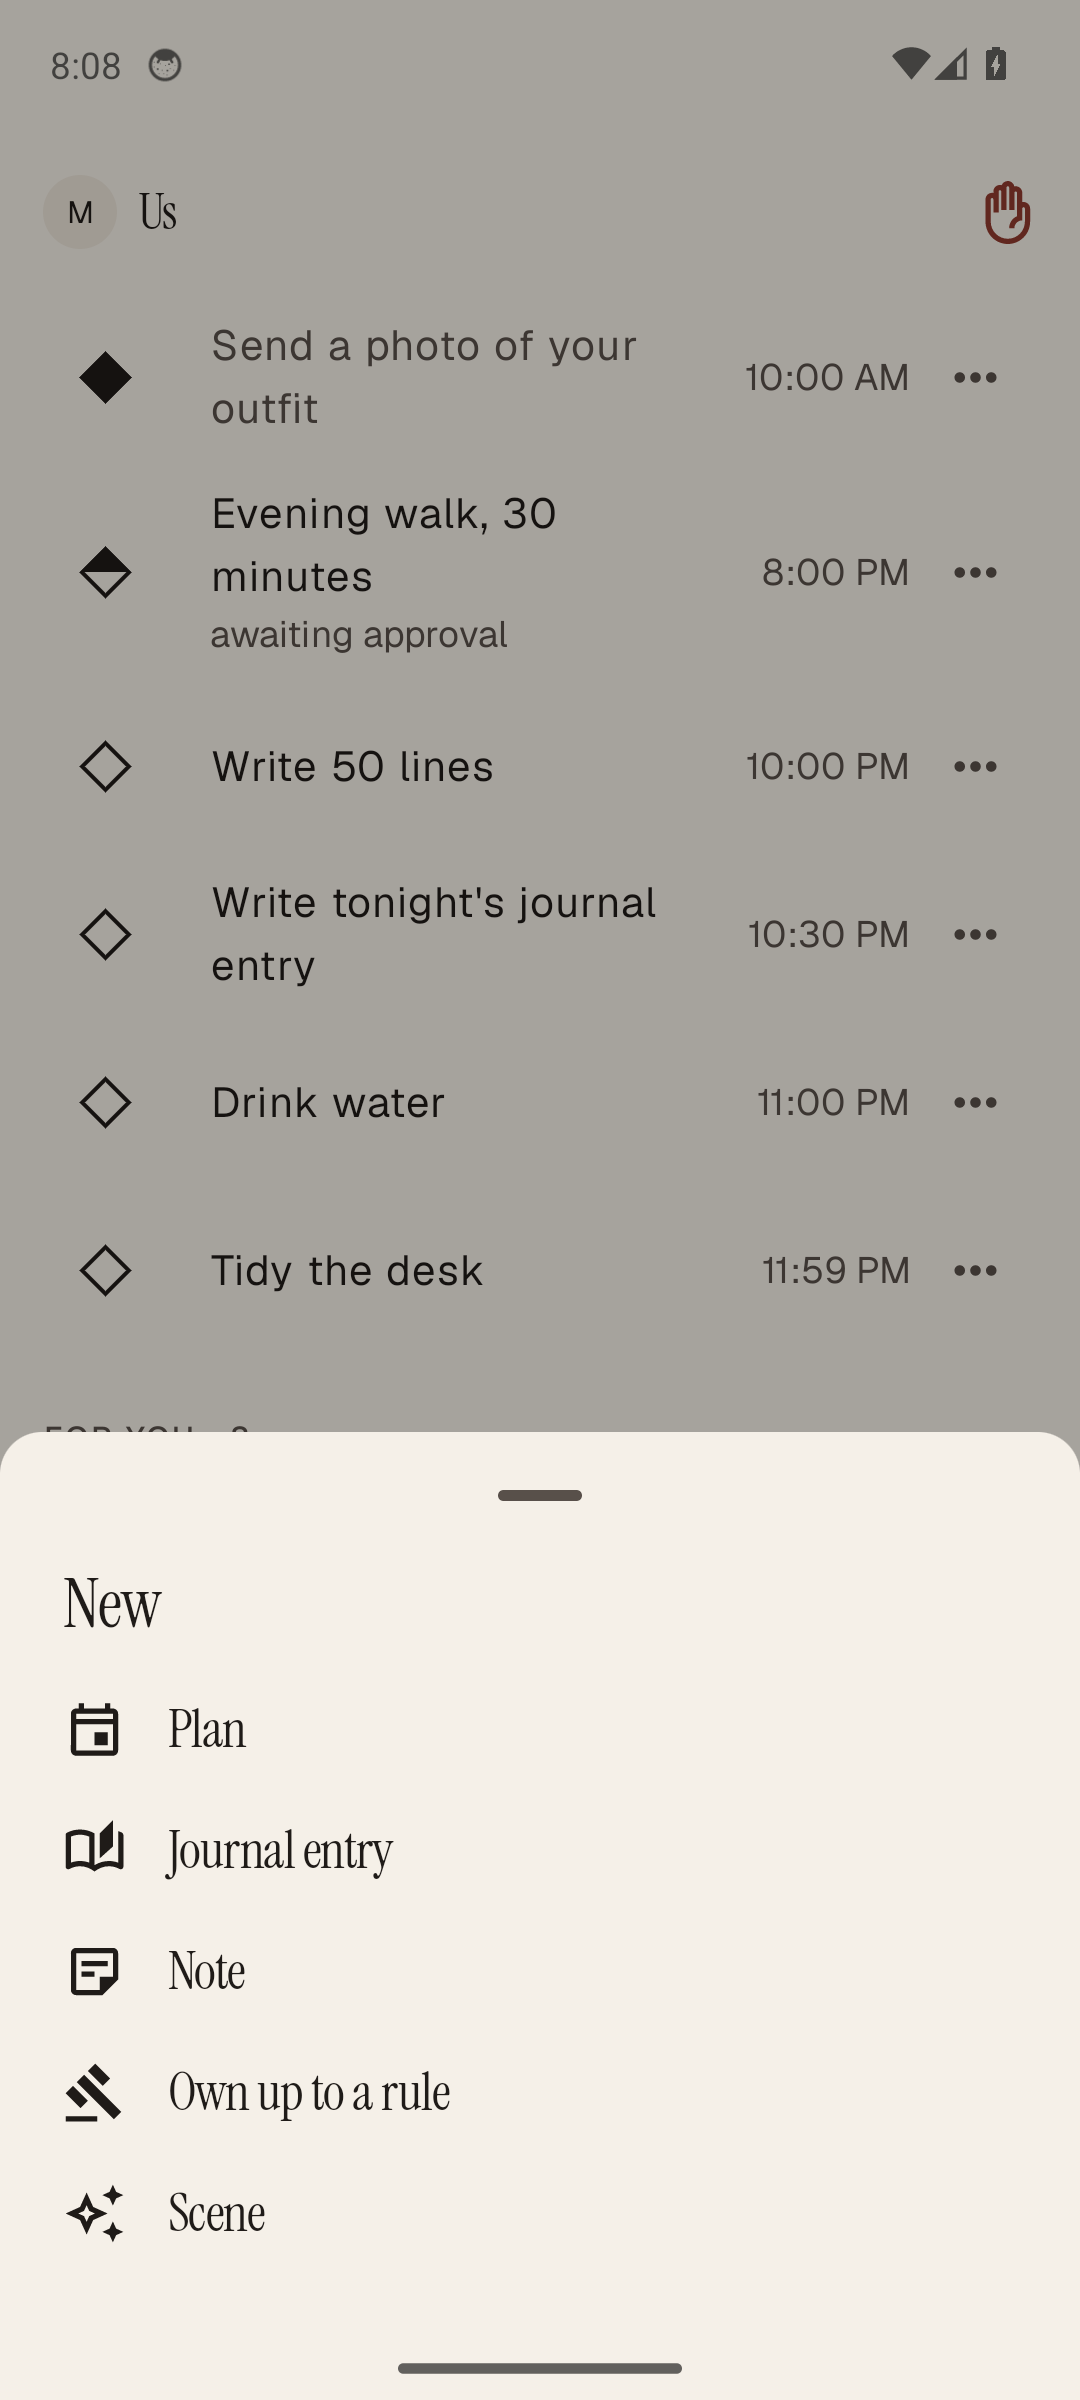 8:08
M Us
Send a photo of your
outfit
10:00 AM
Evening walk, 30
minutes
awaiting approval
8:00 PM
Write 50 lines
10:00 PM
Write tonight's journal
entry
10:30 PM
Drink water
11:00 PM
Tidy the desk
11:59 PM
New
Plan
Journal entry
Note
Own up to a rule
Scene